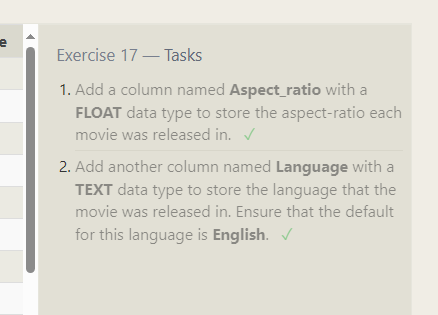 e
Exercise 17 — Tasks
1. Add a column named Aspect_ratio with a
FLOAT data type to store the aspect-ratio each
movie was released in. ✓
2. Add another column named Language with a
TEXT data type to store the language that the
movie was released in. Ensure that the default
for this language is English. ✓